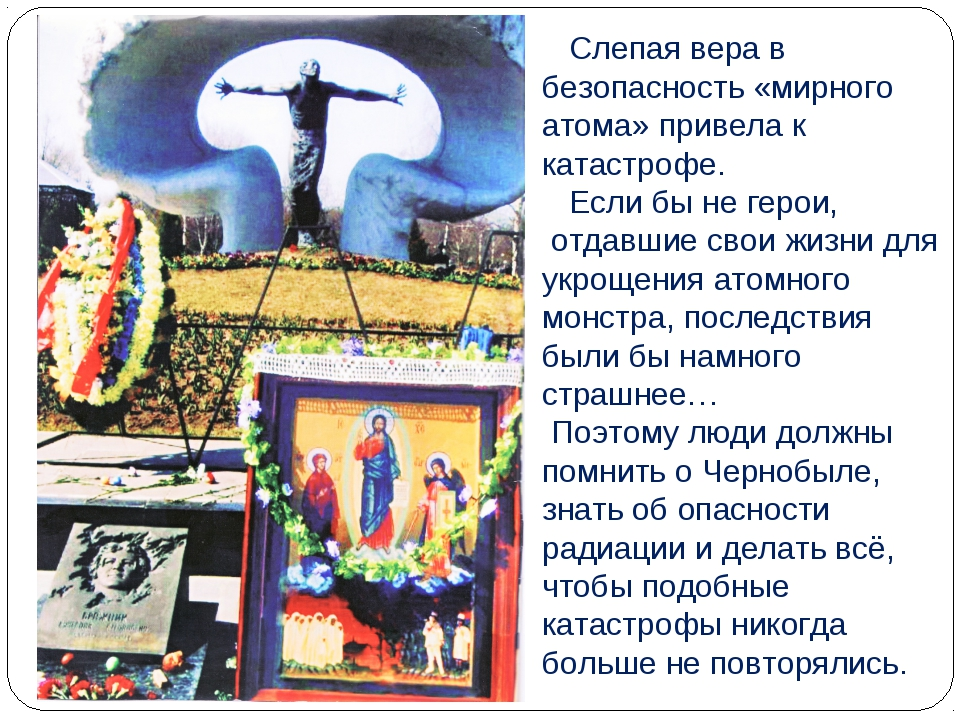 Слепая вера в
безопасность «мирного
атома» привела к
катастрофе.
Если бы не герои,
отдавшие свои жизни для
укрощения атомного
монстра, последствия
были бы намного
страшнее…
Поэтому люди должны
помнить о Чернобыле,
знать об опасности
радиации и делать всё,
чтобы подобные
катастрофы никогда
больше не повторялись.